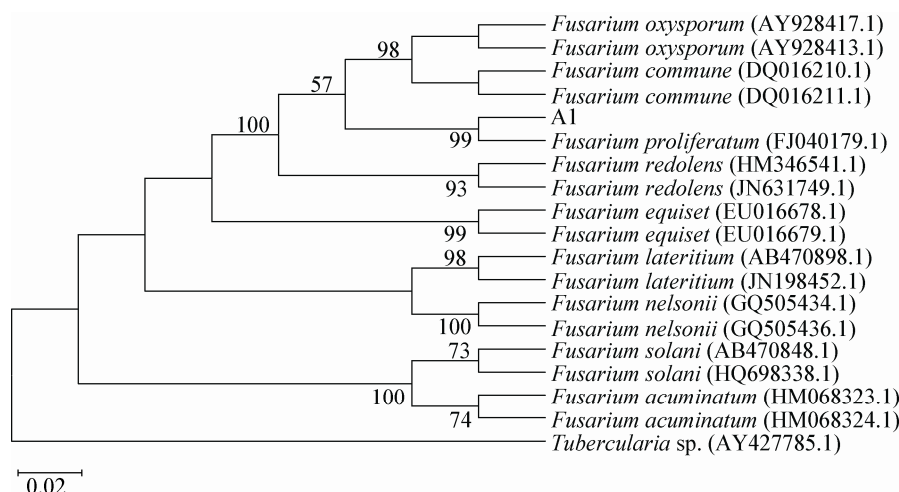 Fusarium oxysporum (AY928417.1)
Fusarium oxysporum (AY928413.1)
98
Fusarium commune (DQ016210.1)
57
Fusarium commune (DQ016211.1)
A1
100
99
Fusarium proliferatum (FJ040179.1)
Fusarium redolens (HM346541.1)
93
Fusarium redolens (JN631749.1)
Fusarium equiset (EU016678.1)
99
Fusarium equiset (EU016679.1)
98
Fusarium lateritium (AB470898.1)
Fusarium lateritium (JN198452.1)
Fusarium nelsonii (GQ505434.1)
100
Fusarium nelsonii (GQ505436.1)
73
Fusarium solani (AB470848.1)
Fusarium solani (HQ698338.1)
100
Fusarium acuminatum (HM068323.1)
74
Fusarium acuminatum (HM068324.1)
Tubercularia sp. (AY427785.1)
0.02